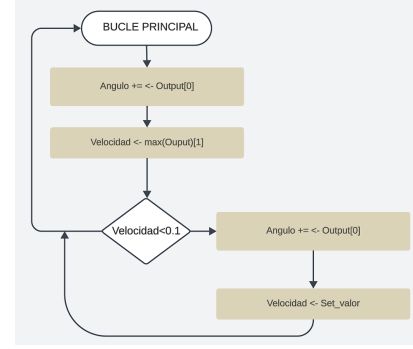 BUCLE PRINCIPAL
Angulo += <- Output[0]
Velocidad <- max(Ouput)[1]
Velocidad<0.1
Angulo += <- Output[0]
Velocidad <- Set_valor